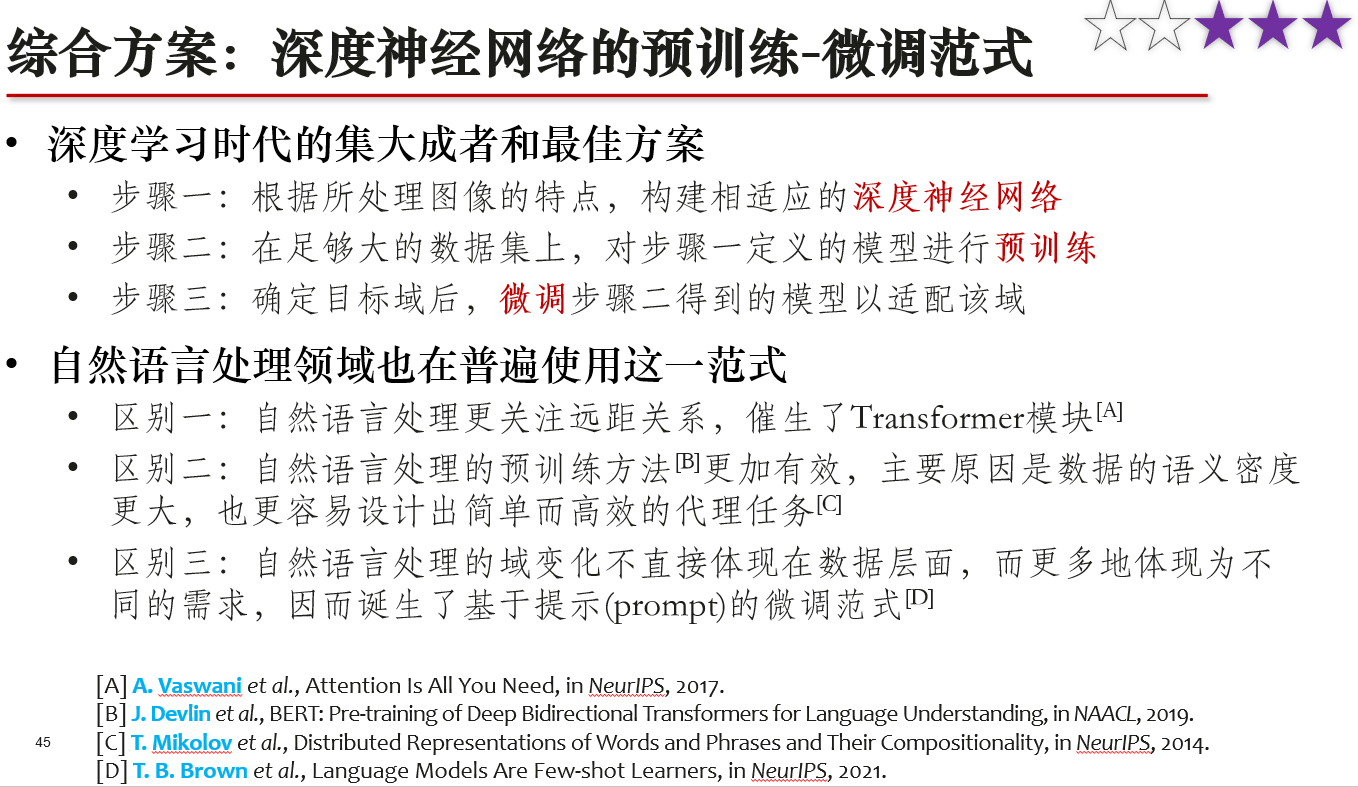 综合方案：深度神经网络的预训练-微调范式
• 深度学习时代的集大成者和最佳方案
• 步骤一：根据所处理图像的特点，构建相适应的深度神经网络
• 步骤二：在足够大的数据集上，对步骤一定义的模型进行预训练
• 步骤三：确定目标域后，微调步骤二得到的模型以适配该域
• 自然语言处理领域也在普遍使用这一范式
• 区别一：自然语言处理更关注远距关系，催生了Transformer模块[A]
• 区别二：自然语言处理的预训练方法[B]更加有效，主要原因是数据的语义密度
更大，也更容易设计出简单而高效的代理任务[C]
• 区别三：自然语言处理的域变化不直接体现在数据层面，而更多地体现为不
同的需求，因而诞生了基于提示(prompt)的微调范式[D]
[A] A. Vaswani et al., Attention Is All You Need, in NeurIPS, 2017.
[B] J. Devlin et al., BERT: Pre-training of Deep Bidirectional Transformers for Language Understanding, in NAACL, 2019.
45
[C] T. Mikolov et al., Distributed Representations of Words and Phrases and Their Compositionality, in NeurIPS, 2014.
[D] T. B. Brown et al., Language Models Are Few-shot Learners, in NeurIPS, 2021.